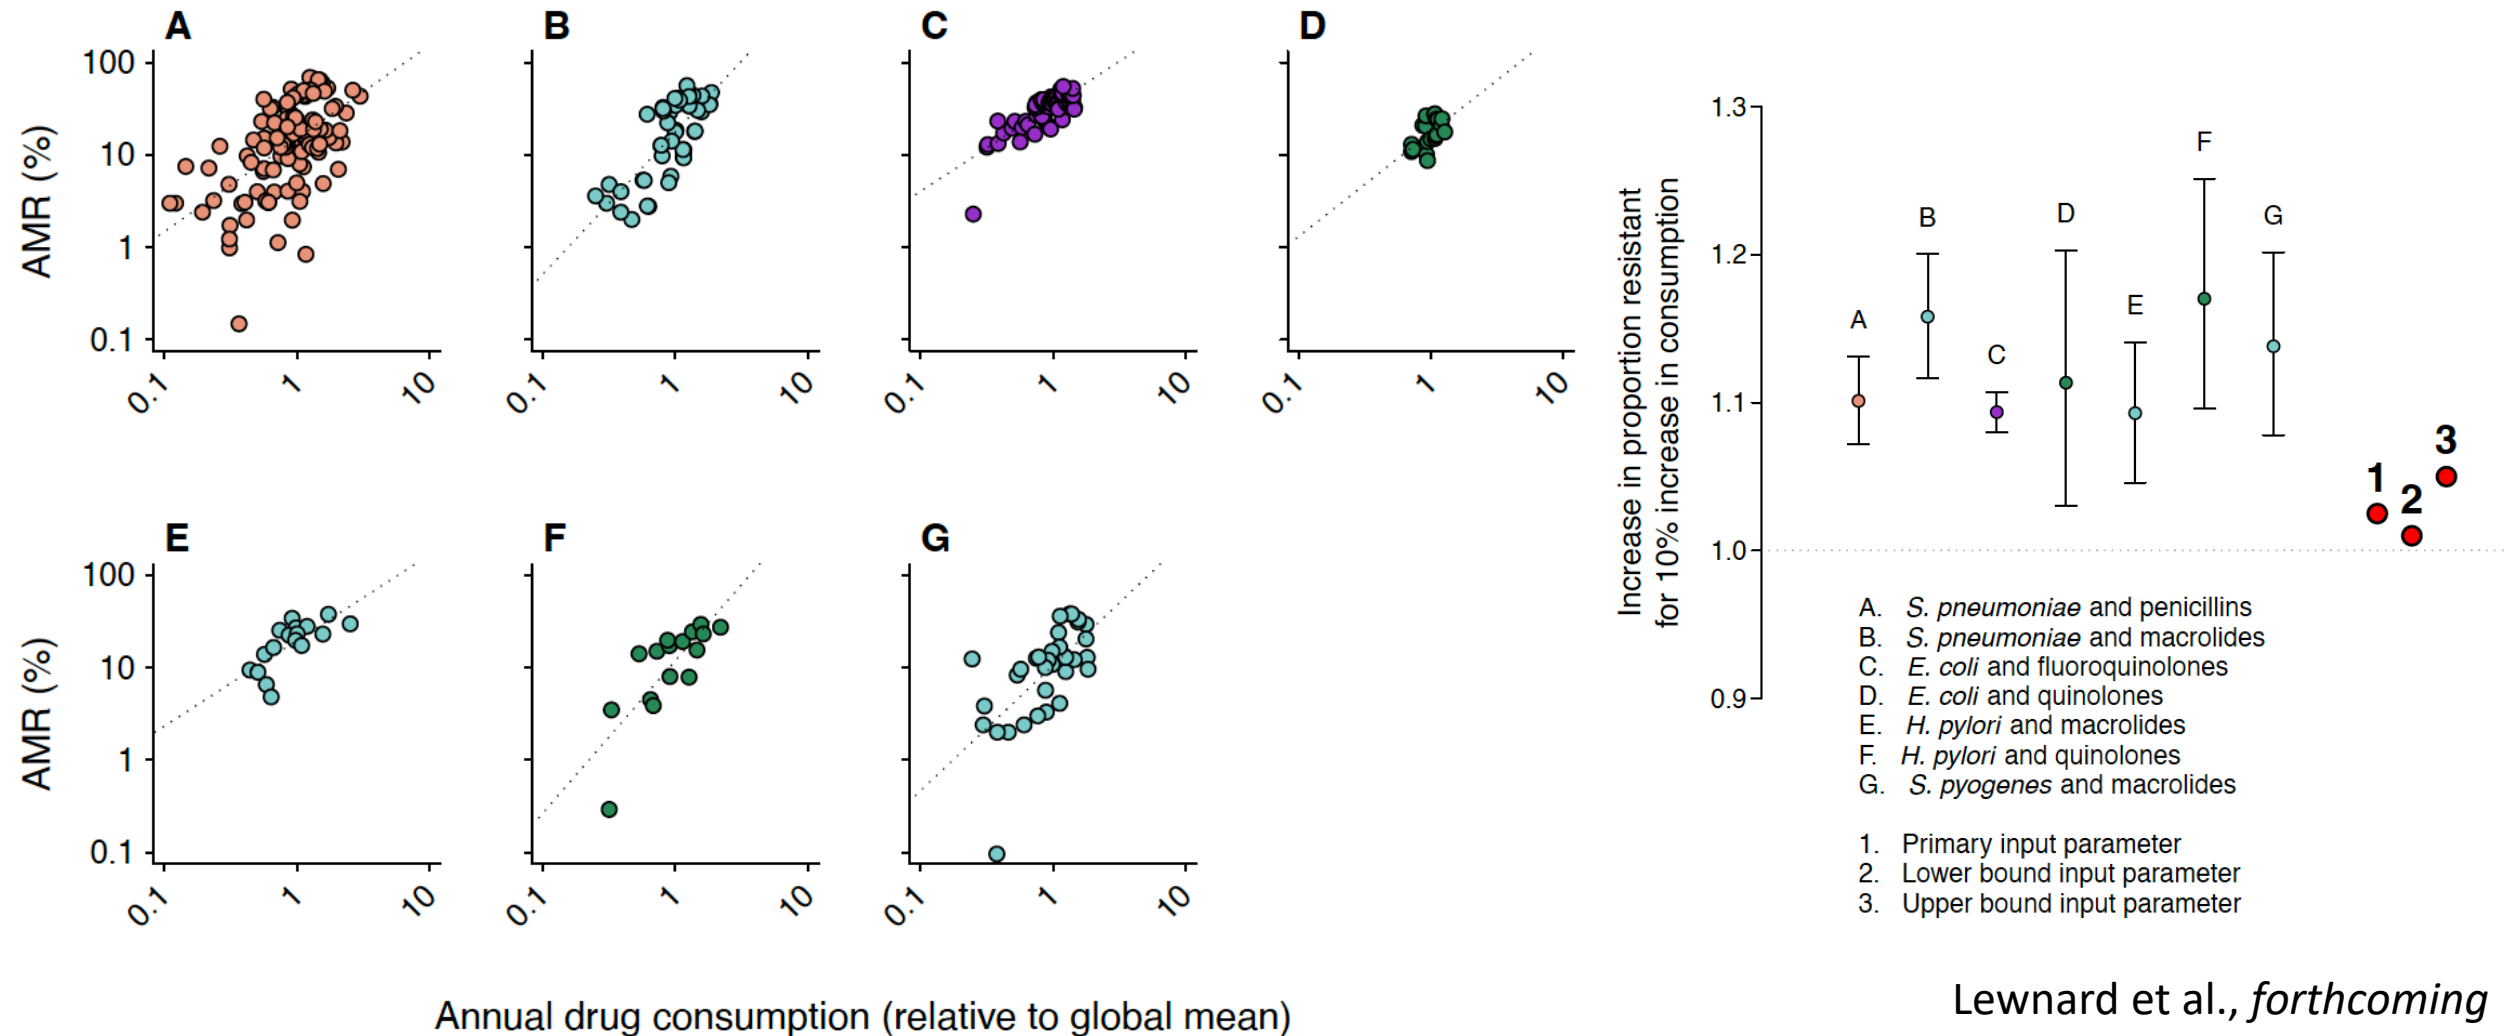 A
B
C
D
AMR (%)
100
10
1
0.1
0.1
1
10
0.1
1
10
0.1
1
10
0.1
1
10
E
F
G
AMR (%)
100
10
1
0.1
0.1
1
10
0.1
1
10
0.1
1
10
Annual drug consumption (relative to global mean)
Increase in proportion resistant
for 10% increase in consumption
1.3
1.2
1.1
1.0
0.9
A
B
C
D
E
F
G
1
2
3
A. S. pneumoniae and penicillins
B. S. pneumoniae and macrolides
C. E. coli and fluoroquinolones
D. E. coli and quinolones
E. H. pylori and macrolides
F. H. pylori and quinolones
G. S. pyogenes and macrolides
1. Primary input parameter
2. Lower bound input parameter
3. Upper bound input parameter
Lewnard et al., forthcoming